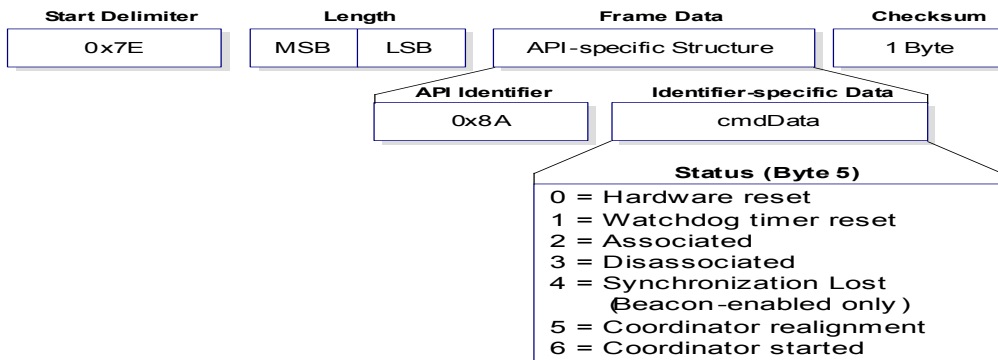 Start Delimiter Length Frame Data Checksum
0x7E MSB LSB API-specific Structure 1 Byte
API Identifier Identifier-specific Data
0x8A cmdData
Status (Byte 5)
0 = Hardware reset
1 = Watchdog timer reset
2 = Associated
3 = Disassociated
4 = Synchronization Lost
(Beacon-enabled only)
5 = Coordinator realignment
6 = Coordinator started